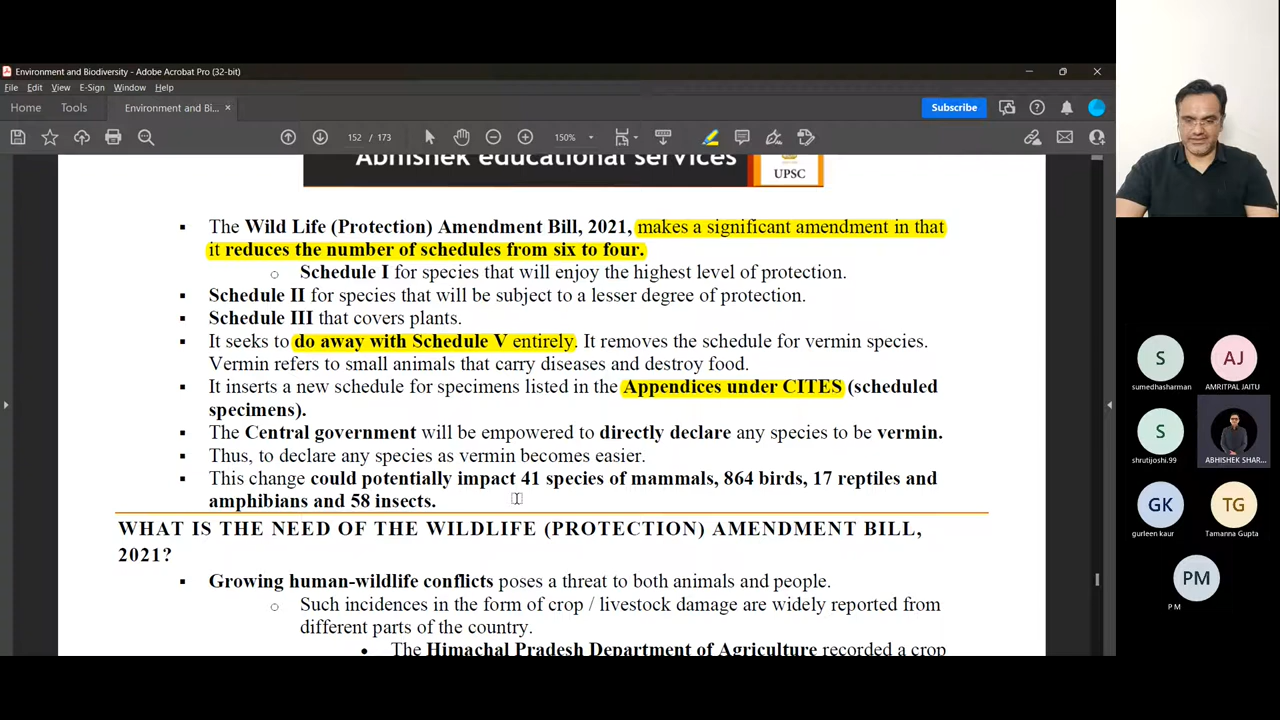 Environment and Biodiversity - Adobe Acrobat Pro (32-bit)
File Edit View E-Sign Window Help
Home Tools Environment and Bi... × Subscribe
152 / 173 150%
Abhishek educational services
UPSC
▪ The Wild Life (Protection) Amendment Bill, 2021, makes a significant amendment in that
it reduces the number of schedules from six to four.
○ Schedule I for species that will enjoy the highest level of protection.
▪ Schedule II for species that will be subject to a lesser degree of protection.
▪ Schedule III that covers plants.
▪ It seeks to do away with Schedule V entirely. It removes the schedule for vermin species.
Vermin refers to small animals that carry diseases and destroy food.
▪ It inserts a new schedule for specimens listed in the Appendices under CITES (scheduled
specimens).
▪ The Central government will be empowered to directly declare any species to be vermin.
▪ Thus, to declare any species as vermin becomes easier.
▪ This change could potentially impact 41 species of mammals, 864 birds, 17 reptiles and
amphibians and 58 insects.
WHAT IS THE NEED OF THE WILDLIFE (PROTECTION) AMENDMENT BILL,
2021?
▪ Growing human-wildlife conflicts poses a threat to both animals and people.
○ Such incidences in the form of crop / livestock damage are widely reported from
different parts of the country.
• The Himachal Pradesh Department of Agriculture recorded a crop
S
sumedhasharman
AJ
AMRITPAL JAITU
S
shrutijoshi.99
ABHISHEK SHAR...
GK
gurleen kaur
TG
Tamanna Gupta
PM
P M